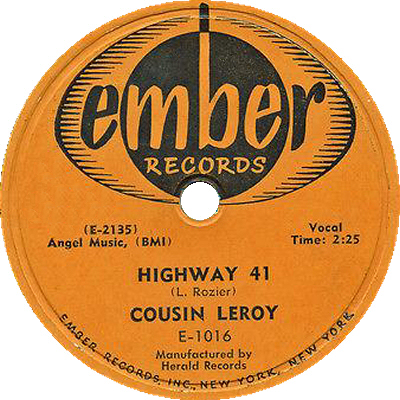 ember
RECORDS
(E-2135)
Angel Music, (BMI)
Vocal
Time: 2:25
HIGHWAY 41
(L. Rozier)
COUSIN LEROY
E-1016
Manufactured by
Herald Records
EMBER RECORDS, INC., NEW YORK, NEW YORK